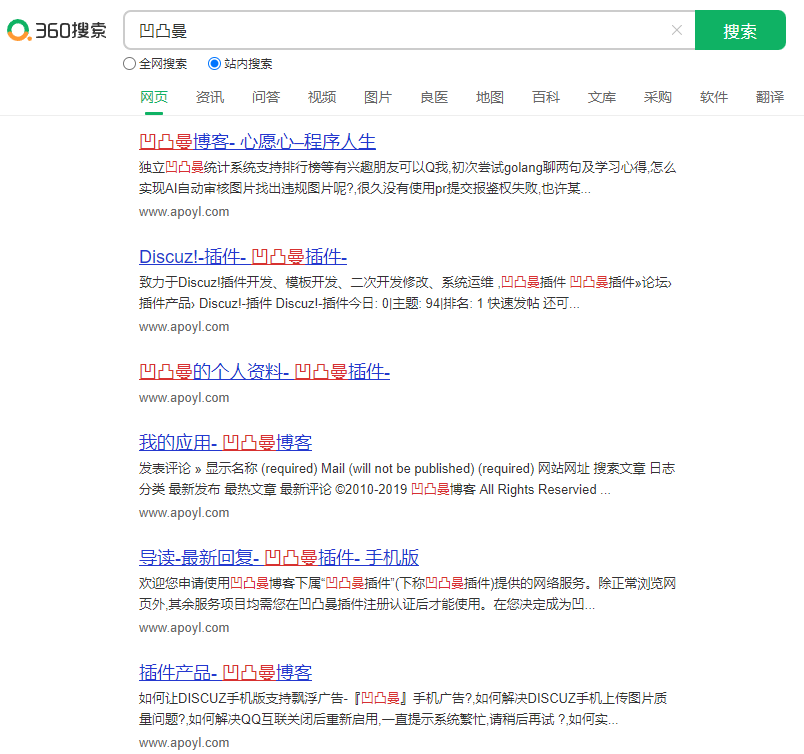 360搜索
凹凸曼
搜索
全网搜索 站内搜索
网页 资讯 问答 视频 图片 良医 地图 百科 文库 采购 软件 翻译
凹凸曼博客- 心愿心–程序人生
独立凹凸曼统计系统支持排行榜等有兴趣朋友可以Q我,初次尝试golang聊两句及学习心得,怎么
实现AI自动审核图片找出违规图片呢?,很久没有使用pr提交报鉴权失败,也许某...
www.apoyl.com
Discuz!-插件- 凹凸曼插件-
致力于Discuz!插件开发、模板开发、二次开发修改、系统运维 ,凹凸曼插件 凹凸曼插件»论坛›
插件产品› Discuz!-插件 Discuz!-插件今日: 0|主题: 94|排名: 1 快速发帖 还可...
www.apoyl.com
凹凸曼的个人资料- 凹凸曼插件-
www.apoyl.com
我的应用- 凹凸曼博客
发表评论 » 显示名称 (required) Mail (will not be published) (required) 网站网址 搜索文章 日志
分类 最新发布 最热文章 最新评论 ©2010-2019 凹凸曼博客 All Rights Reservied ...
www.apoyl.com
导读-最新回复- 凹凸曼插件- 手机版
欢迎您申请使用凹凸曼博客下属“凹凸曼插件”(下称凹凸曼插件)提供的网络服务。除正常浏览网
页外,其余服务项目均需您在凹凸曼插件注册认证后才能使用。在您决定成为凹...
www.apoyl.com
插件产品- 凹凸曼博客
如何让DISCUZ手机版支持飘浮广告-『凹凸曼』手机广告?,如何解决DISCUZ手机上传图片质
量问题?,如何解决QQ互联关闭后重新启用,一直提示系统繁忙,请稍后再试 ?,如何实...
www.apoyl.com